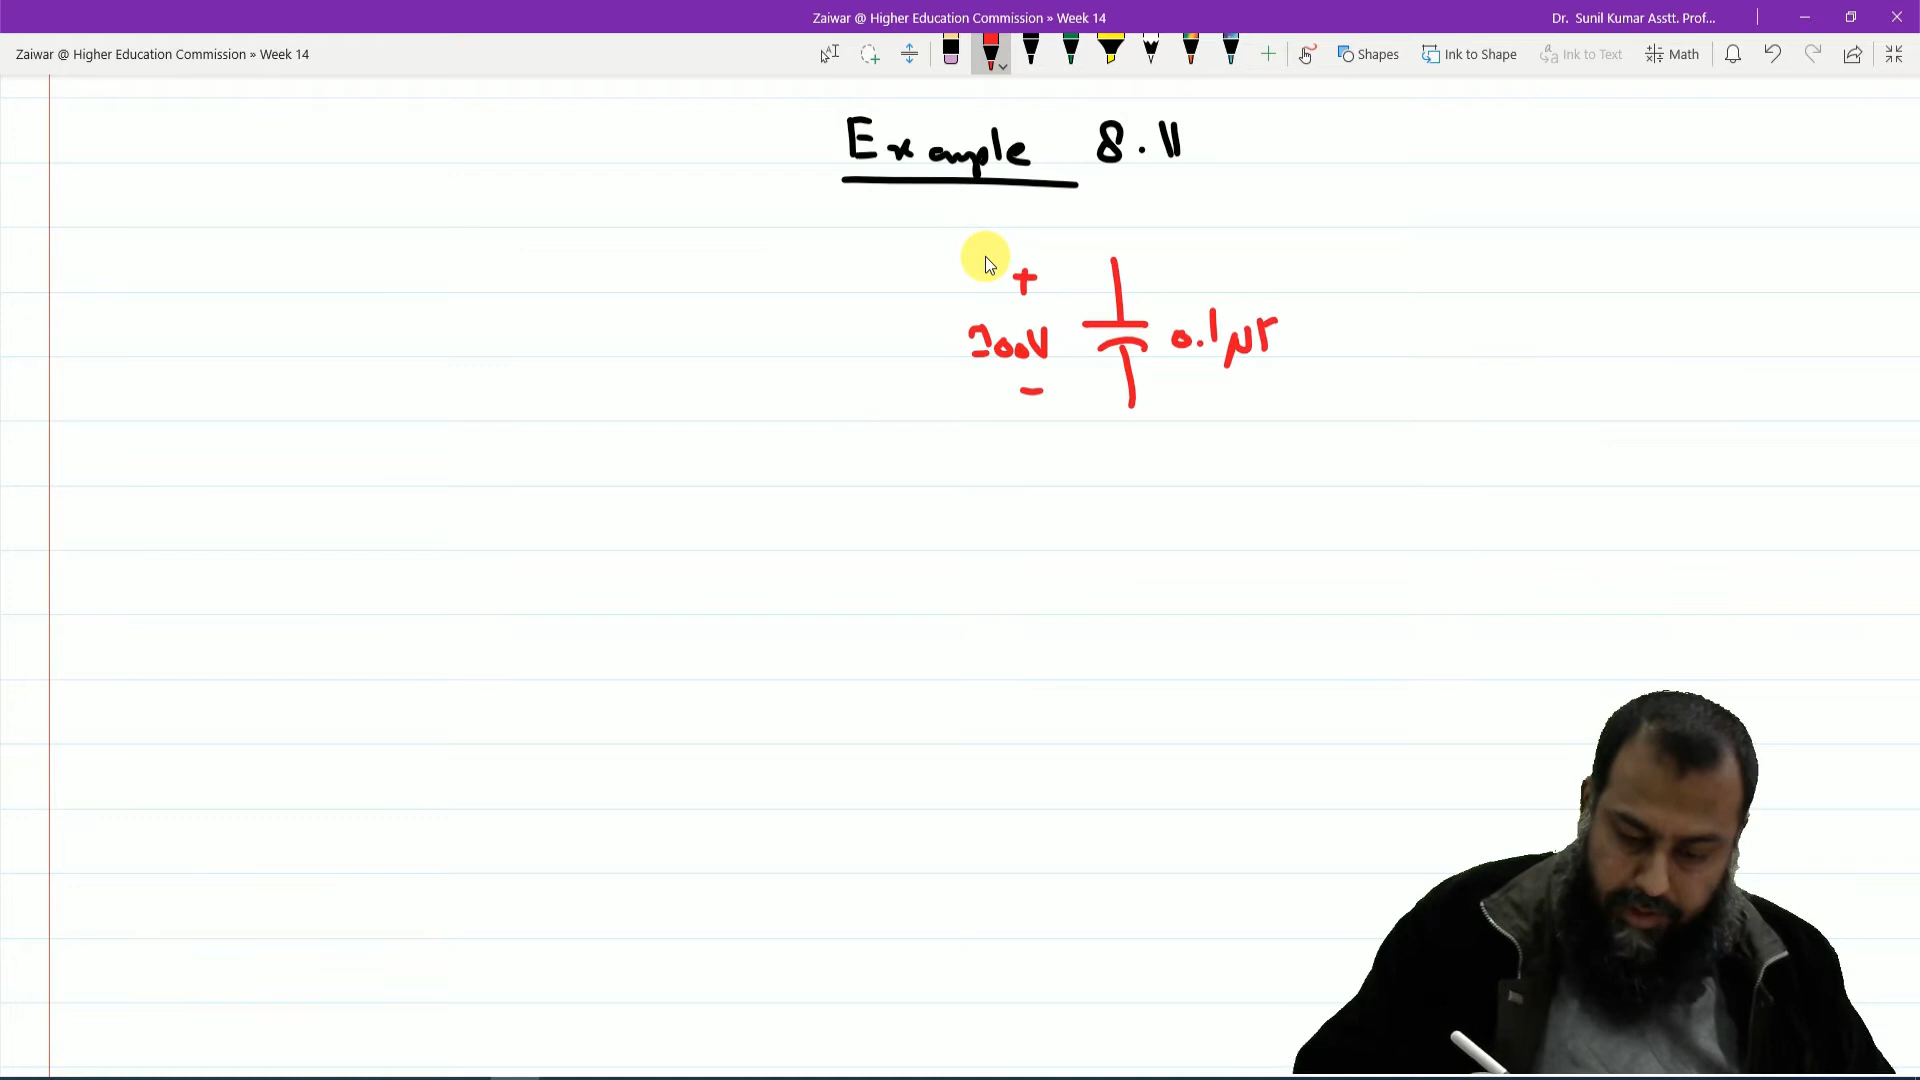 Zaiwar @ Higher Education Commission » Week 14
Dr. Sunil Kumar Asstt. Prof...
Zaiwar @ Higher Education Commission » Week 14
Shapes
Ink to Shape
Ink to Text
Math
Example 8.11
+
100V
0.1μF
-